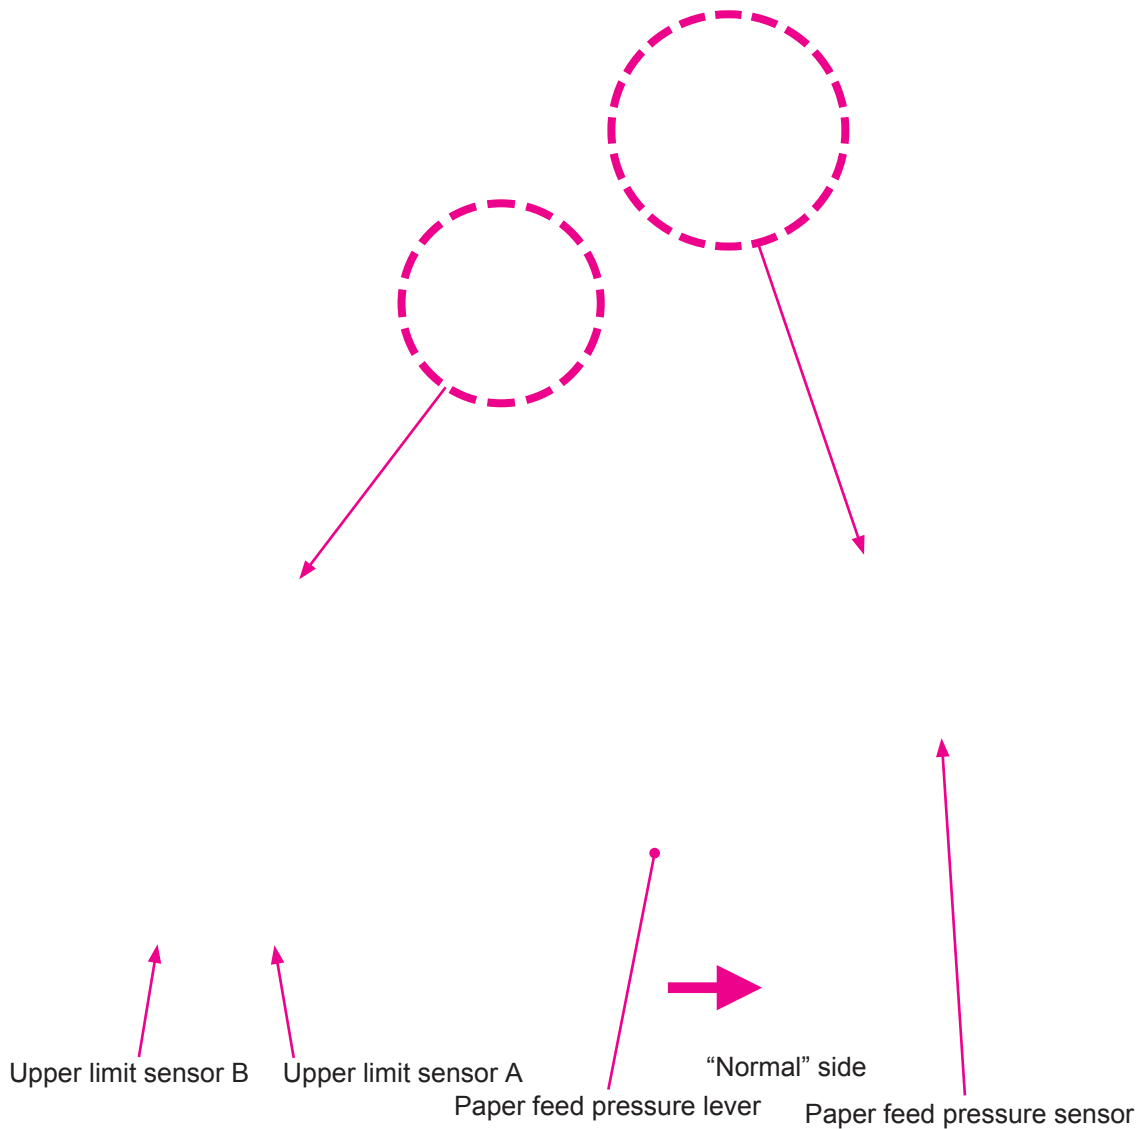 Upper limit sensor B
Upper limit sensor A
“Normal” side
Paper feed pressure lever
Paper feed pressure sensor